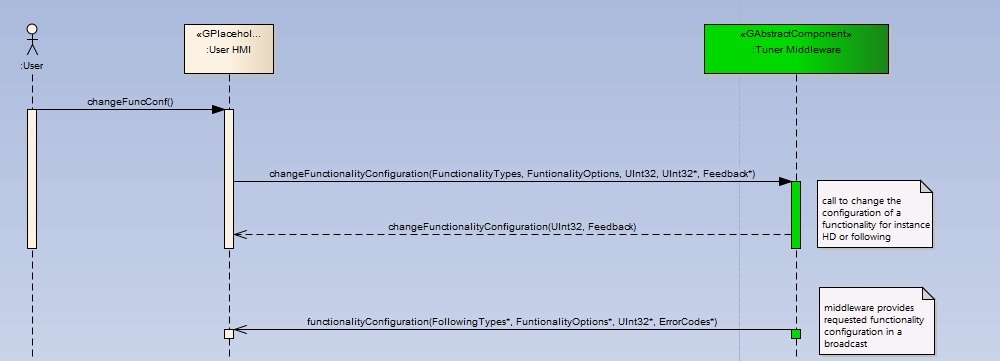 «GPlacehol...
:User HMI
«GAbstractComponent»
Tuner Middleware
:User
changeFuncConf()
changeFunctionalityConfiguration(FunctionalityTypes, FuntionalityOptions, UInt32, UInt32*, Feedback*)
call to change the
configuration of a
functionality for instance
HD or following
changeFunctionalityConfiguration(UInt32, Feedback)
functionalityConfiguration(FollowingTypes*, FuntionalityOptions*, UInt32*, ErrorCodes*)
middleware provides
requested functionality
configuration in a
broadcast